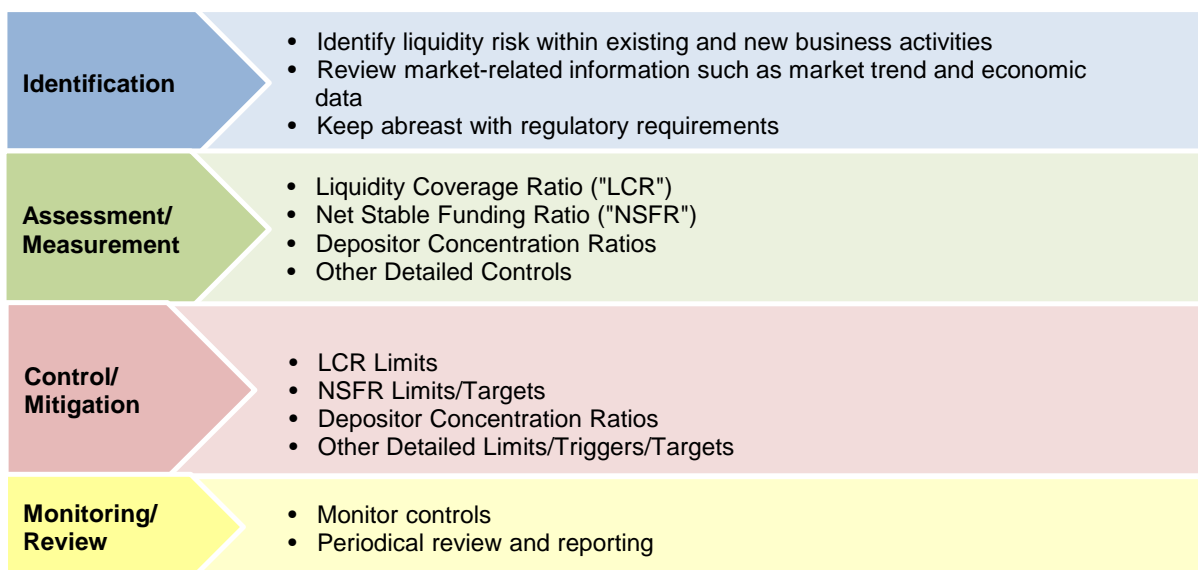 Identification
• Identify liquidity risk within existing and new business activities
• Review market-related information such as market trend and economic
data
• Keep abreast with regulatory requirements
Assessment/
Measurement
• Liquidity Coverage Ratio ("LCR")
• Net Stable Funding Ratio ("NSFR")
• Depositor Concentration Ratios
• Other Detailed Controls
Control/
Mitigation
• LCR Limits
• NSFR Limits/Targets
• Depositor Concentration Ratios
• Other Detailed Limits/Triggers/Targets
Monitoring/
Review
• Monitor controls
• Periodical review and reporting